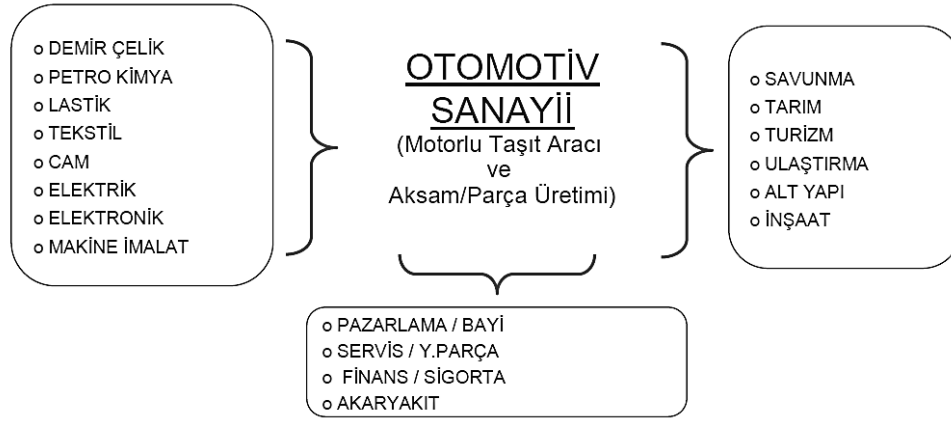 o DEMİR ÇELİK
o PETRO KİMYA
o LASTİK
o TEKSTİL
o CAM
o ELEKTRİK
o ELEKTRONİK
o MAKİNE İMALAT
OTOMOTİV
SANAYİİ
(Motorlu Taşıt Aracı
ve
Aksam/Parça Üretimi)
o SAVUNMA
o TARIM
o TURİZM
o ULAŞTIRMA
o ALT YAPI
o İNŞAAT
o PAZARLAMA / BAYİ
o SERVİS / Y.PARÇA
o FİNANS / SİGORTA
o AKARYAKIT